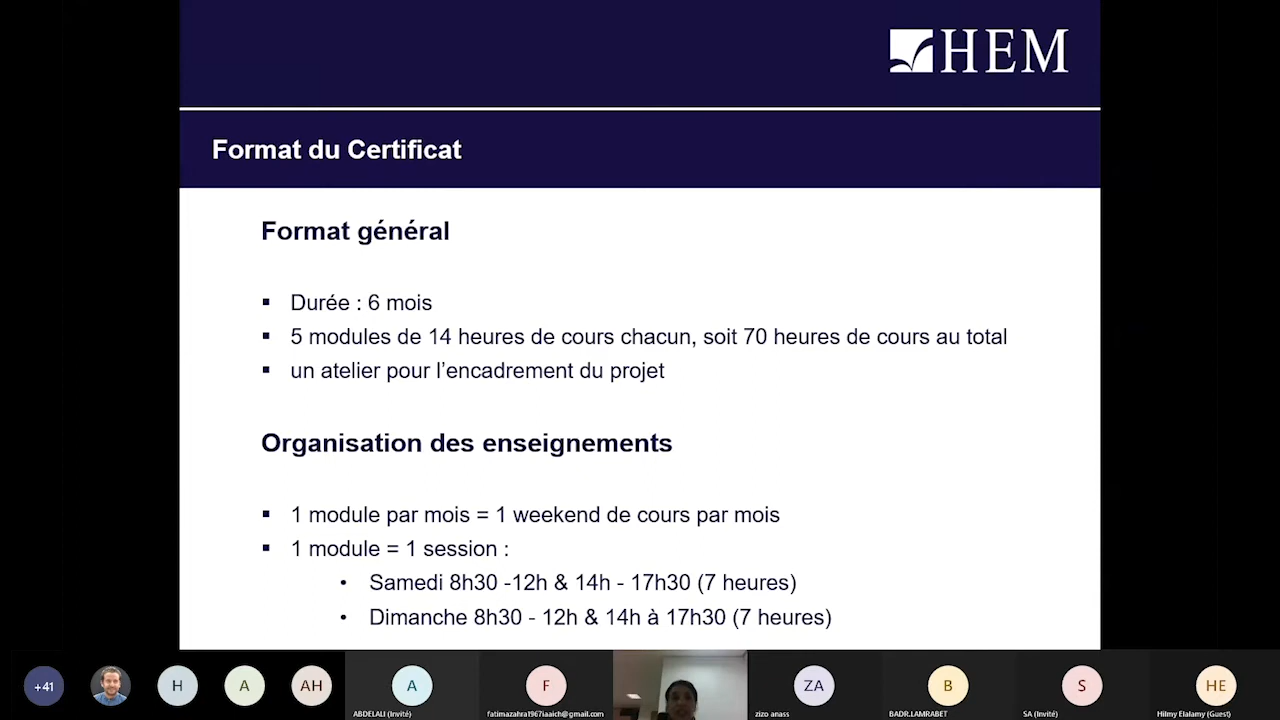 HEM
Format du Certificat
Format général
▪ Durée : 6 mois
▪ 5 modules de 14 heures de cours chacun, soit 70 heures de cours au total
▪ un atelier pour l’encadrement du projet
Organisation des enseignements
▪ 1 module par mois = 1 weekend de cours par mois
▪ 1 module = 1 session :
• Samedi 8h30 -12h & 14h - 17h30 (7 heures)
• Dimanche 8h30 - 12h & 14h à 17h30 (7 heures)
+41
H
A
AH
A
F
ZA
B
S
HE
ABDELALI (Invité)
fatimazahra1967iaaich@gmail.com
zizo anass
BADR.LAMRABET
SA (Invité)
Hilmy Elalamy (Guest)